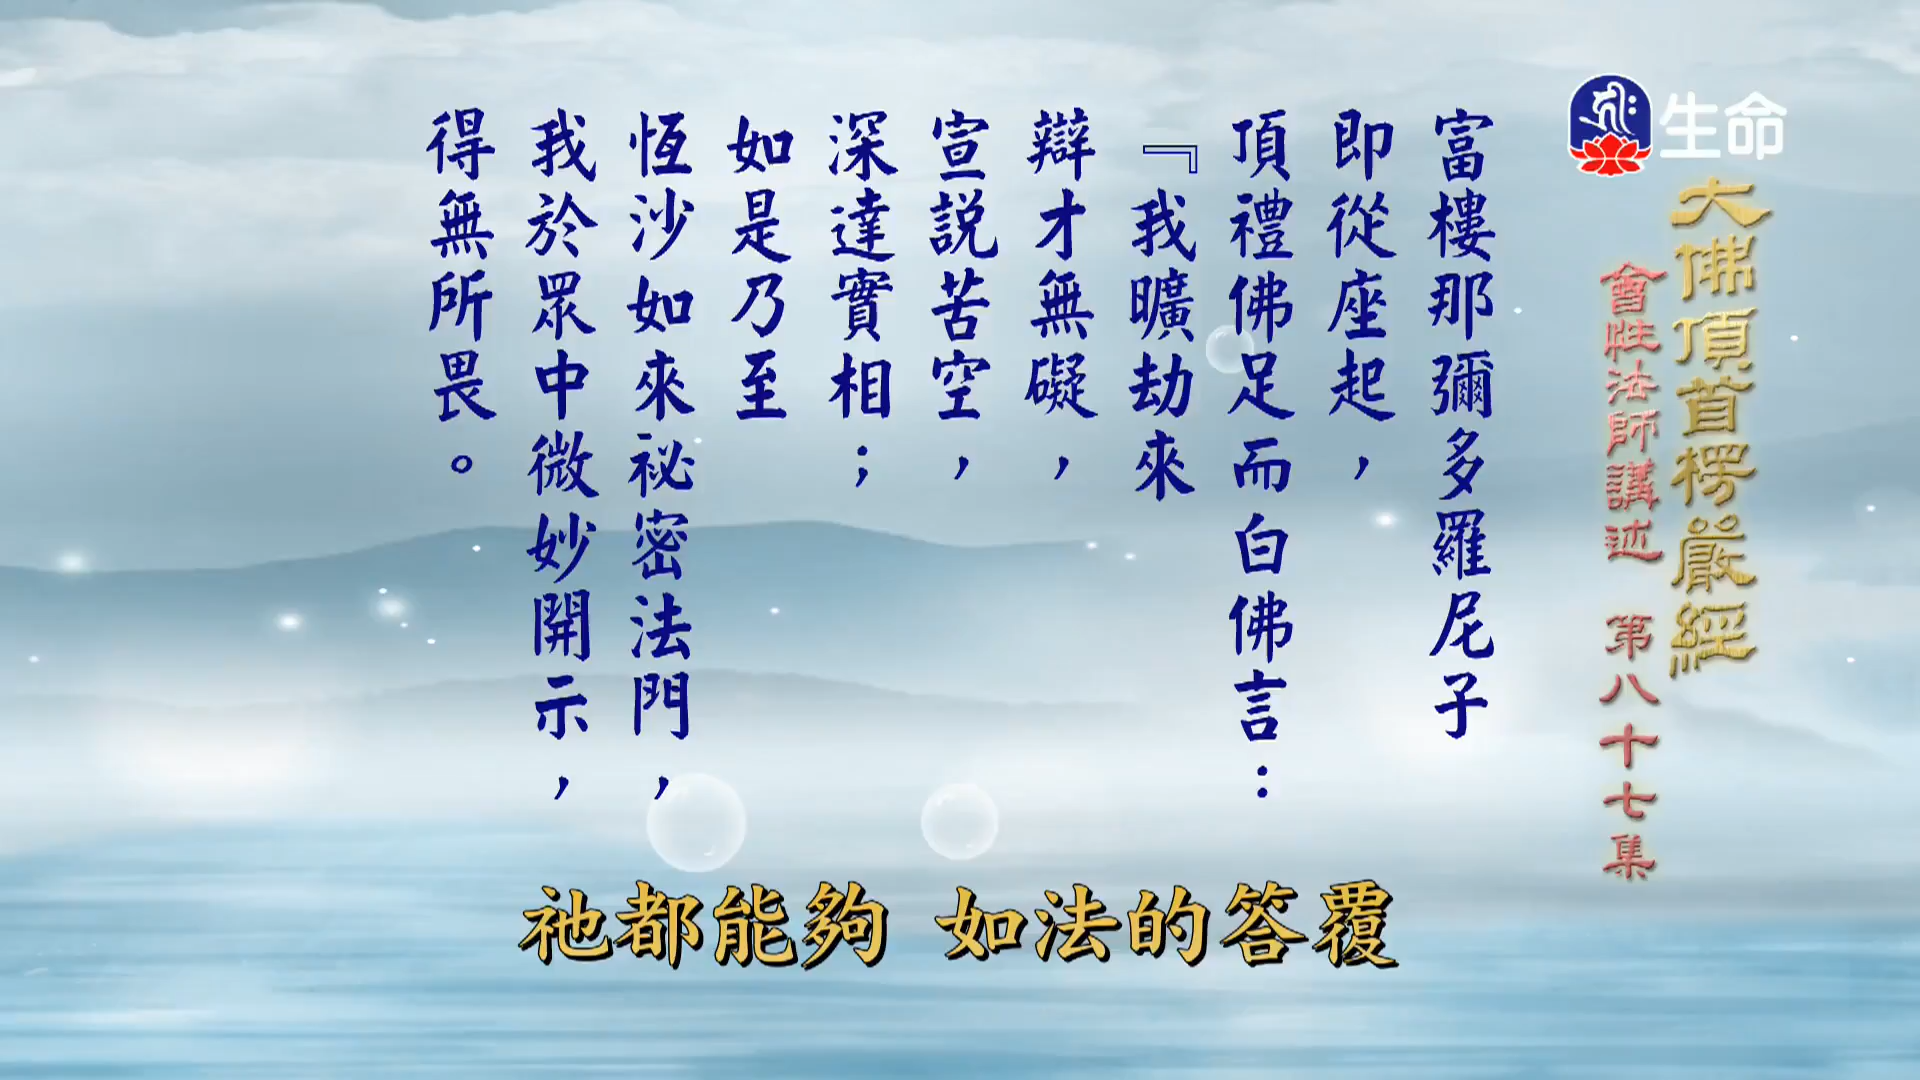 生命
大佛頂首楞嚴經
會性法師講述 第八十七集
富樓那彌多羅尼子
即從座起，
頂禮佛足而白佛言：
『我曠劫來
辯才無礙，
宣説苦空，
深達實相；
如是乃至
恆沙如來祕密法門，
我於眾中微妙開示，
得無所畏。
祂都能夠 如法的答覆